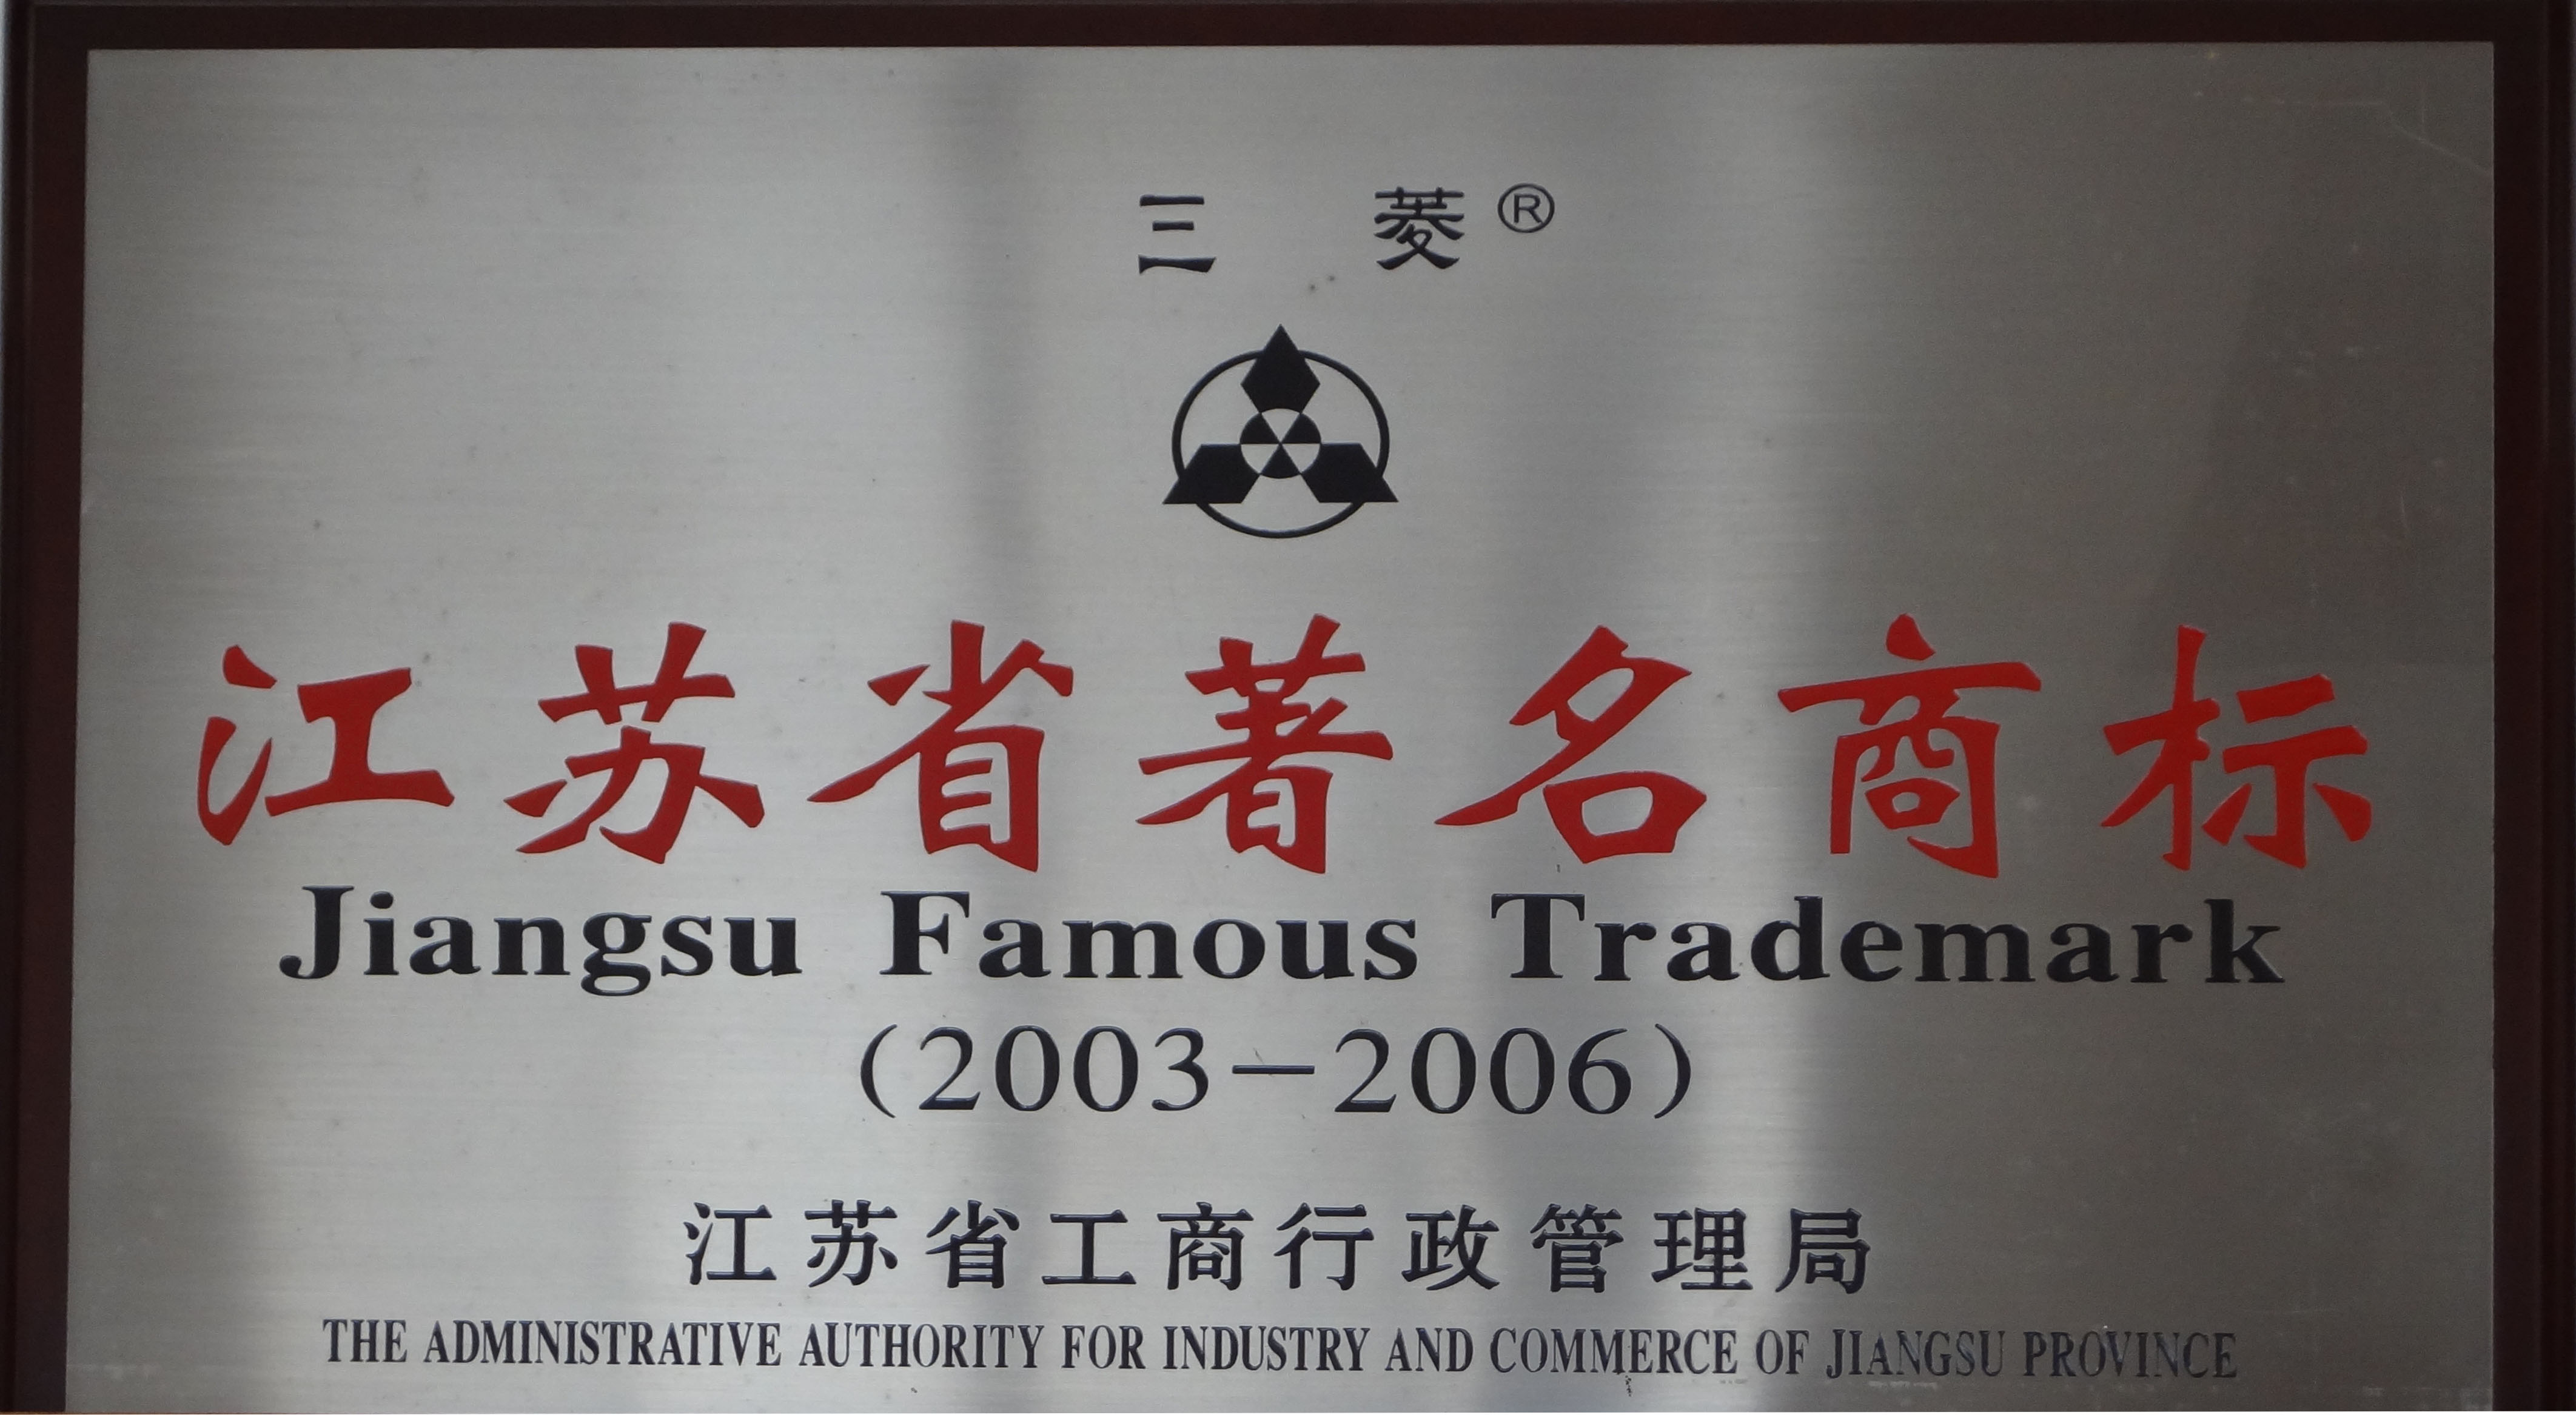 三 菱®
江苏省著名商标
Jiangsu Famous Trademark
(2003-2006)
江苏省工商行政管理局
THE ADMINISTRATIVE AUTHORITY FOR INDUSTRY AND COMMERCE OF JIANGSU PROVINCE